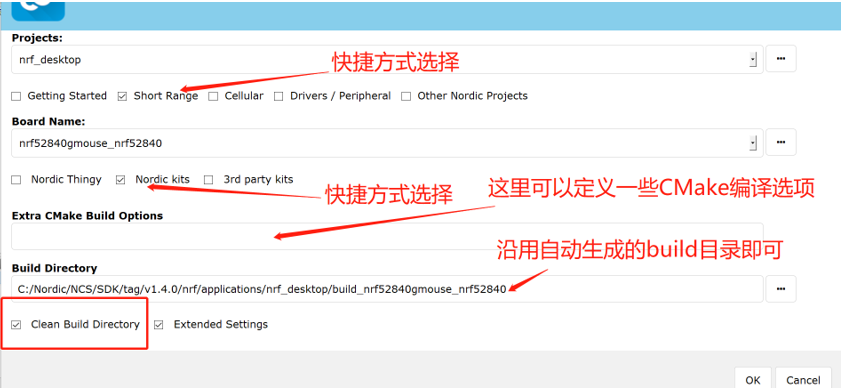 Projects:
快捷方式选择
nrf_desktop
Getting Started Short Range Cellular Drivers / Peripheral Other Nordic Projects
Board Name:
nrf52840gmouse_nrf52840
Nordic Thingy Nordic kits 3rd party kits
快捷方式选择
这里可以定义一些CMake编译选项
Extra CMake Build Options
沿用自动生成的build目录即可
Build Directory
C:/Nordic/NCS/SDK/tag/v1.4.0/nrf/applications/nrf_desktop/build_nrf52840gmouse_nrf52840
Clean Build Directory Extended Settings
OK Cancel